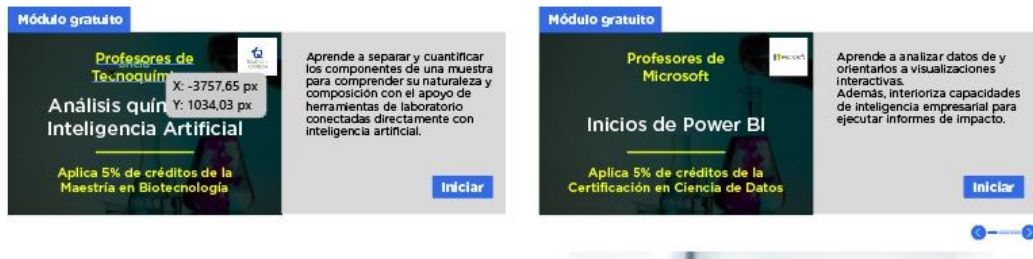 Módulo gratuito
Profesores de
Análisis quín
Inteligencia Artificial
Aplica 5% de créditos de la
Maestría en Biotecnología
X: -3757,65 px
Y: 1034,03 px
Aprende a separar y cuantificar
los componentes de una muestra
para comprender su naturaleza y
composición con el apoyo de
herramientas de laboratorio
conectadas directamente con
inteligencia artificial.
Iniciar
Módulo gratuito
Profesores de
Microsoft
Inicios de Power BI
Aplica 5% de créditos de la
Certificación en Ciencia de Datos
Aprende a analizar datos de y
orientarlos a visualizaciones
interactivas.
Además, interioriza capacidades
de inteligencia empresarial para
ejecutar informes de impacto.
Iniciar